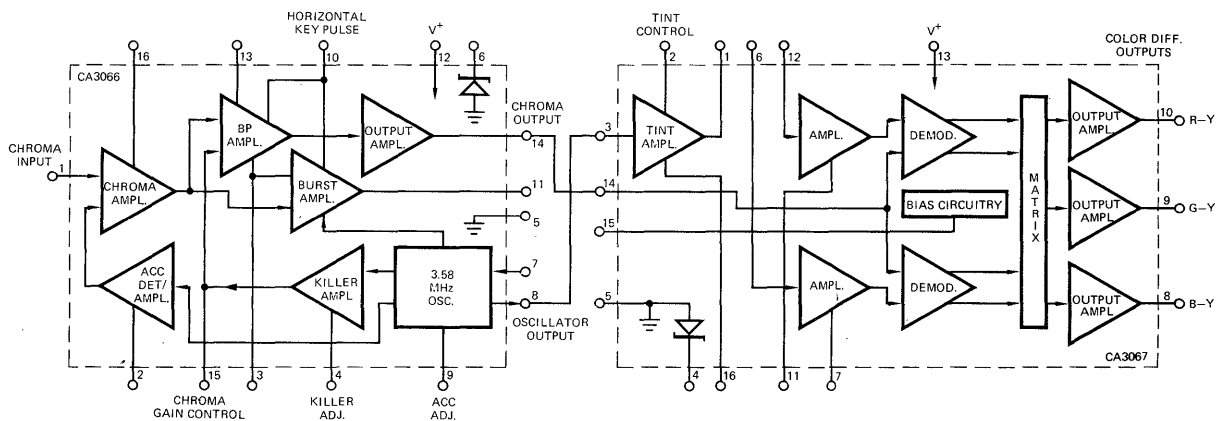 HORIZONTAL
KEY PULSE
V+
TINT
CONTROL
V+
COLOR DIFF.
OUTPUTS
16
13
10
12
6
2
1
6
12
13
CA3066
BP
AMPL.
OUTPUT
AMPL.
CHROMA
OUTPUT
14
3
TINT
AMPL.
AMPL.
DEMOD.
OUTPUT
AMPL.
10
R–Y
CHROMA
INPUT
1
CHROMA
AMPL.
BURST
AMPL.
11
14
5
15
BIAS CIRCUITRY
MATRIX
OUTPUT
AMPL.
9
G–Y
ACC
DET/
AMPL.
KILLER
AMPL
3.58
MHz
OSC.
7
8
OSCILLATOR
OUTPUT
5
AMPL.
DEMOD.
OUTPUT
AMPL
8
B–Y
CA3067
2
15
3
4
9
4
16
11
7
CHROMA
GAIN CONTROL
KILLER
ADJ.
ACC
ADJ.